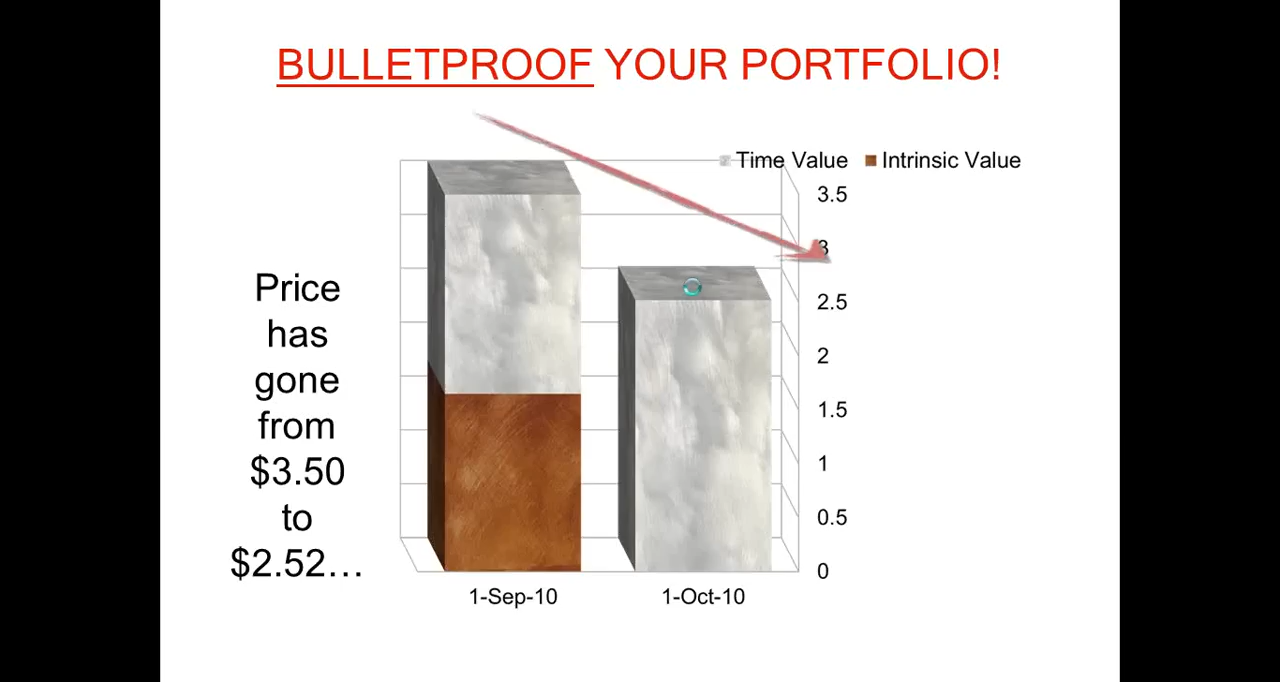 BULLETPROOF YOUR PORTFOLIO!
Time Value
Intrinsic Value
Price
has
gone
from
$3.50
to
$2.52…
3.5
3
2.5
2
1.5
1
0.5
0
1-Sep-10
1-Oct-10